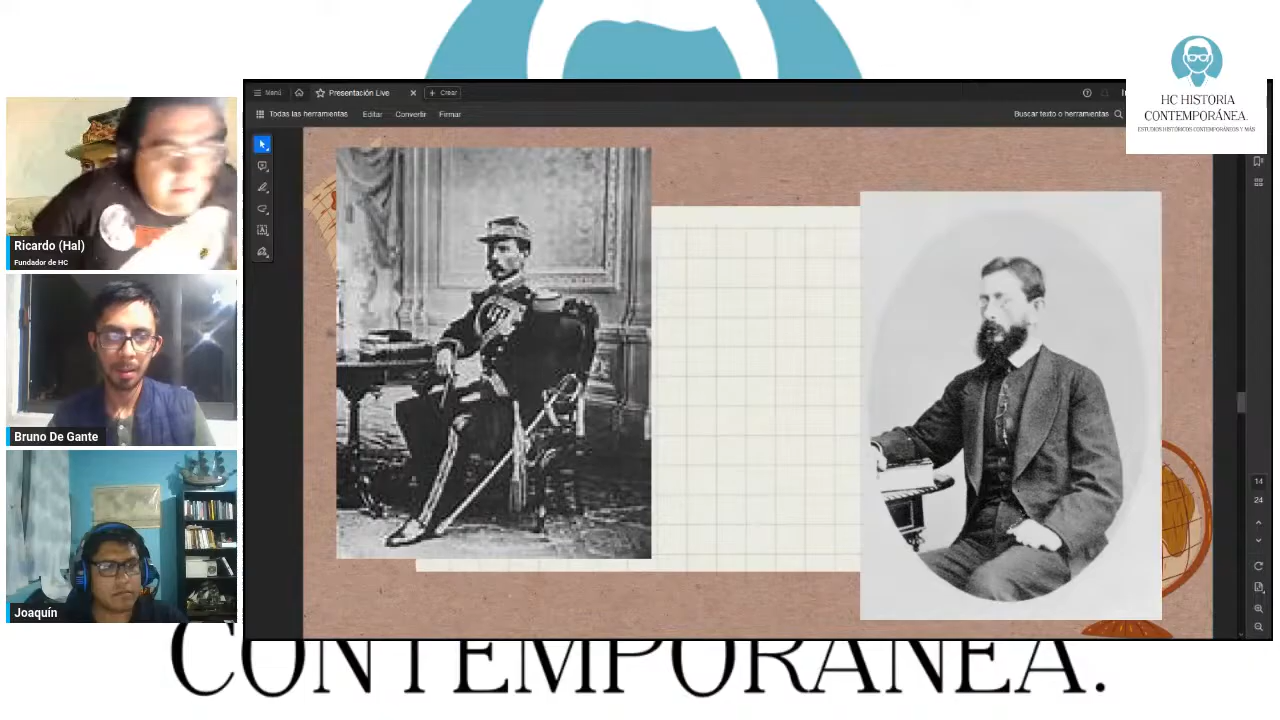 Menú
Presentación Live
Crear
Todas las herramientas
Editar
Convertir
Firmar
Buscar texto o herramientas
HC HISTORIA
CONTEMPORÁNEA.
ESTUDIOS HISTÓRICOS CONTEMPORÁNEOS Y MÁS
Ricardo (Hal)
Fundador de HC
Bruno De Gante
Joaquín
14
24
CONTEMPORÁNEA.